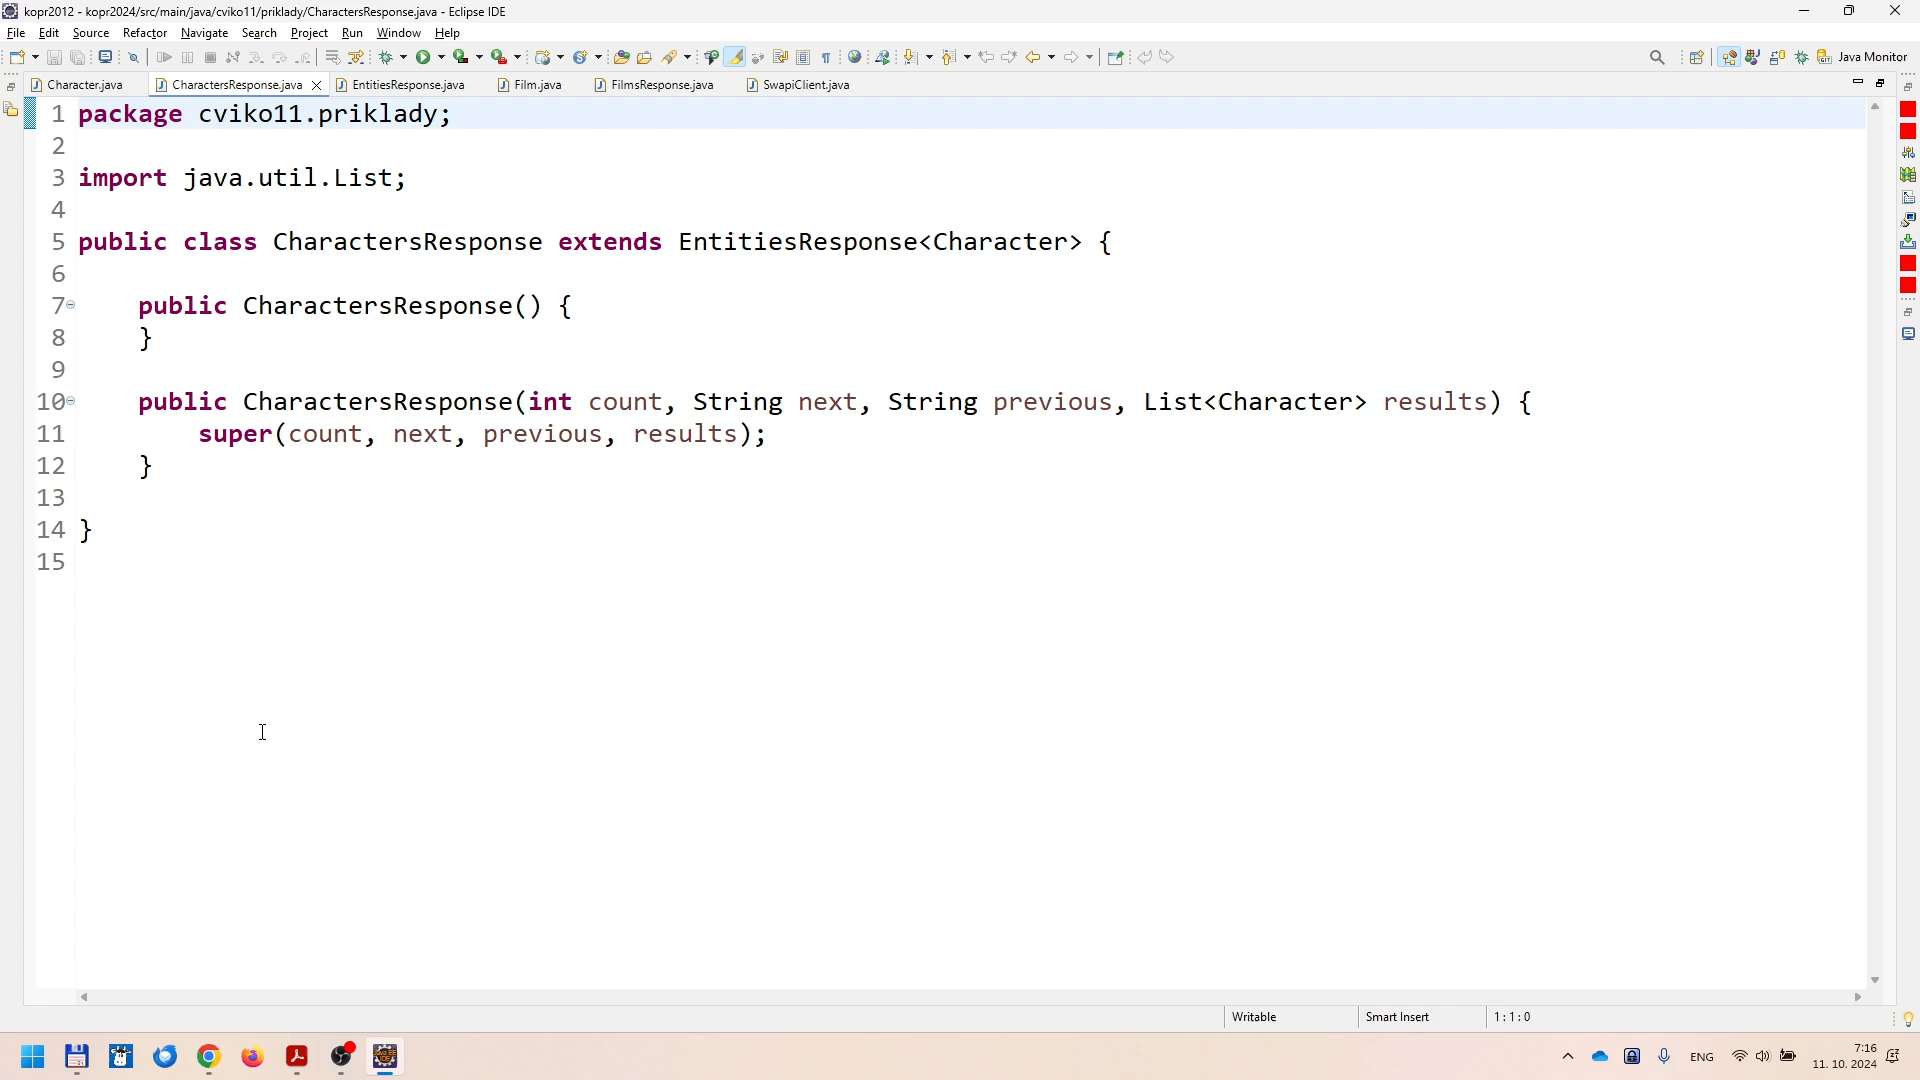 kopr2012 - kopr2024/src/main/java/cviko11/priklady/CharactersResponse.java - Eclipse IDE
File Edit Source Refactor Navigate Search Project Run Window Help
Java Monitor
Character.java CharactersResponse.java EntitiesResponse.java Film.java FilmsResponse.java SwapiClient.java
1 package cviko11.priklady;
2
3 import java.util.List;
4
5 public class CharactersResponse extends EntitiesResponse<Character> {
6
7 public CharactersResponse() {
8 }
9
10 public CharactersResponse(int count, String next, String previous, List<Character> results) {
11 super(count, next, previous, results);
12 }
13
14 }
15
Writable Smart Insert 1 : 1 : 0
ENG 7:16
11. 10. 2024